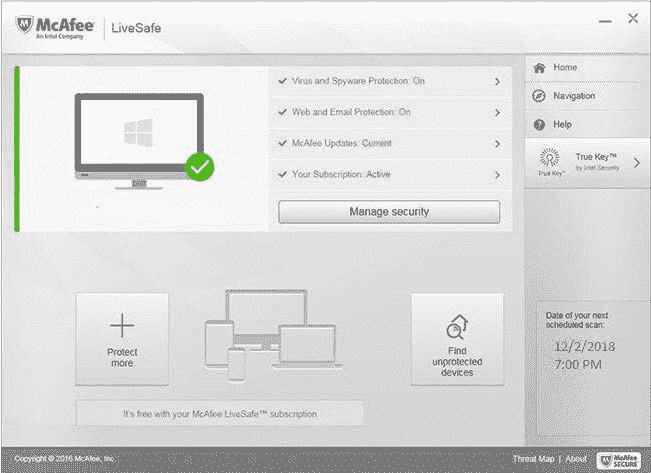 McAfee
An Intel Company
LiveSafe
Virus and Spyware Protection: On
Web and Email Protection: On
McAfee Updates: Current
Your Subscription: Active
Manage security
Home
Navigation
Help
True Key™
True Key™
by Intel Security
Protect
more
Find
unprotected
devices
It's free with your McAfee LiveSafe™ subscription
Date of your next
scheduled scan:
12/2/2018
7:00 PM
Copyright © 2016 McAfee, Inc.
Threat Map | About
McAfee
SECURE